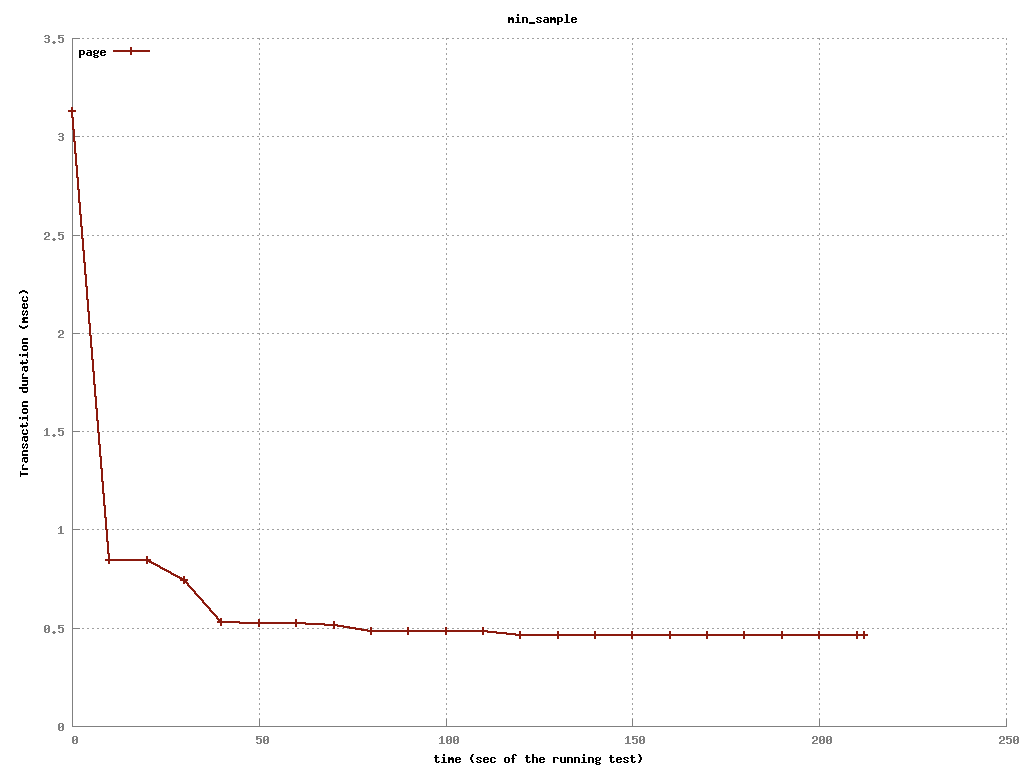 min_sample
3.5
page
3
2.5
2
1.5
1
0.5
0
Transaction duration (msec)
0 50 100 150 200 250
time (sec of the running test)